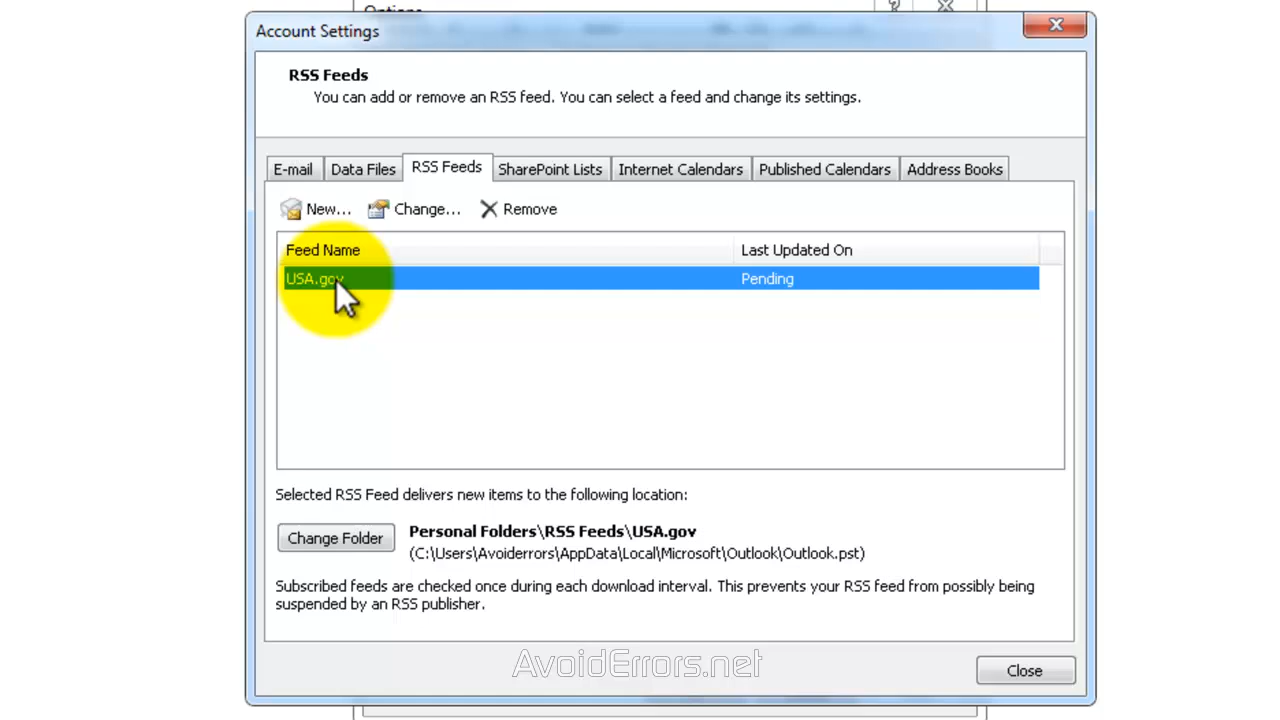 Options
Account Settings
RSS Feeds
You can add or remove an RSS feed. You can select a feed and change its settings.
E-mail Data Files RSS Feeds SharePoint Lists Internet Calendars Published Calendars Address Books
New... Change... Remove
Feed Name Last Updated On
USA.gov Pending
Selected RSS Feed delivers new items to the following location:
Change Folder Personal Folders\RSS Feeds\USA.gov
(C:\Users\Avoiderrors\AppData\Local\Microsoft\Outlook\Outlook.pst)
Subscribed feeds are checked once during each download interval. This prevents your RSS feed from possibly being
suspended by an RSS publisher.
AvoidErrors.net
Close